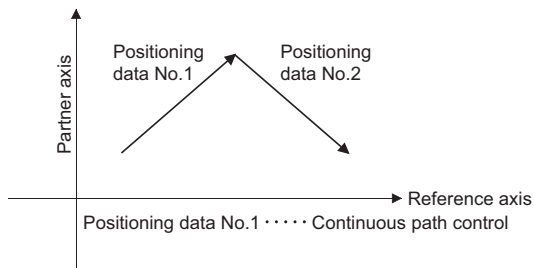 Partner axis
Positioning
data No.1
Positioning
data No.2
Reference axis
Positioning data No.1 ····· Continuous path control